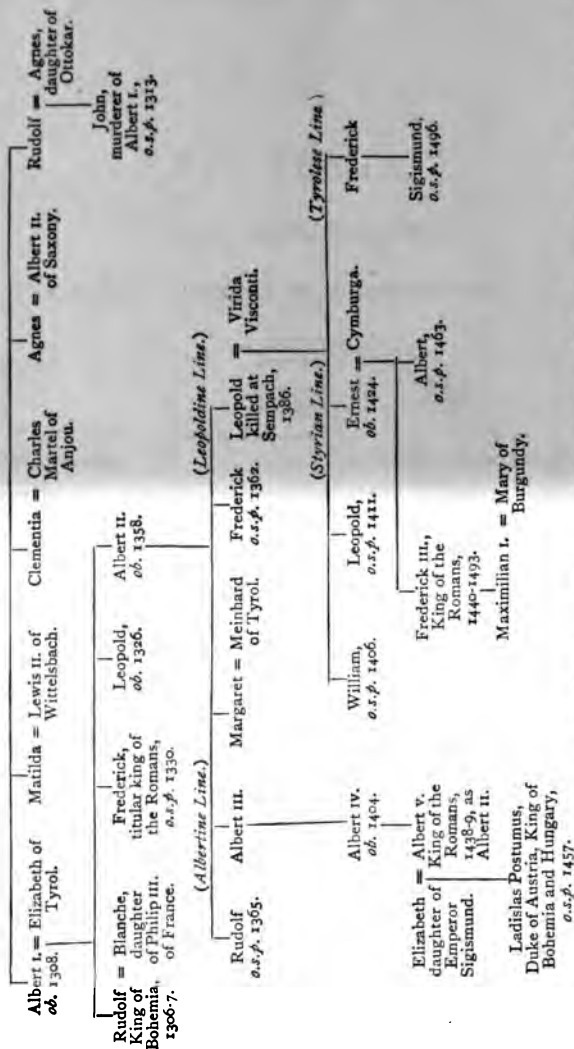 Albert I. = Elizabeth of
ob. 1308. Tyrol.
Matilda = Lewis II. of
Wittelsbach.
Clementia = Charles
Martel of
Anjou.
Agnes = Albert II.
of Saxony.
Rudolf = Agnes,
daughter of
Ottokar.
John,
murderer of
Albert I.,
o.s.p. 1313.
Rudolf = Blanche,
King of daughter
Bohemia, of Philip III.
1306-7. of France.
Frederick,
titular king of
the Romans,
o.s.p. 1330.
Leopold,
ob. 1326.
Albert II.
ob. 1358.
(Albertine Line.)
(Leopoldine Line.)
Rudolf
o.s.p. 1365.
Albert III.
Margaret = Meinhard
of Tyrol.
Frederick
o.s.p. 1362.
Leopold = Virida
killed at Visconti.
Sempach,
1386.
(Styrian Line.)
(Tyrolese Line)
Albert IV.
ob. 1404.
William,
o.s.p. 1406.
Leopold,
o.s.p. 1411.
Ernest = Cymburga.
ob. 1424.
Frederick
Elizabeth = Albert V.
daughter of King of the
Emperor Romans,
Sigismund. 1438-9, as
Albert II.
Frederick III.,
King of the
Romans,
1440-1493.
Albert,
o.s.p. 1463.
Sigismund,
o.s.p. 1496.
Ladislas Postumus,
Duke of Austria, King of
Bohemia and Hungary,
o.s.p. 1457.
Maximilian I. = Mary of
Burgundy.